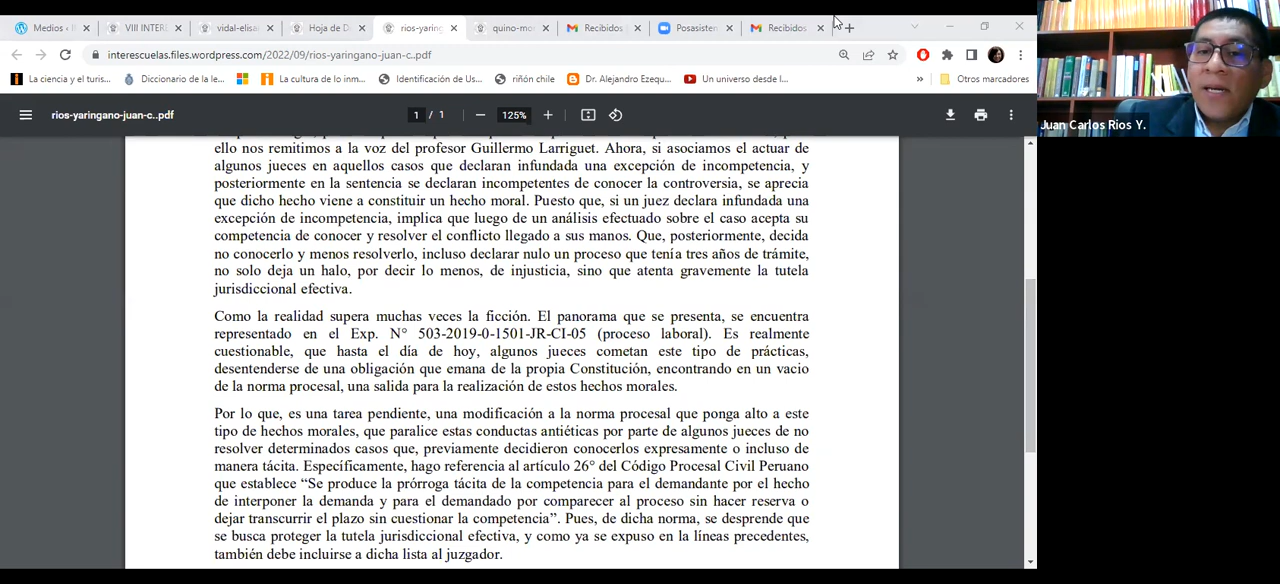 Medios ‹ II
VIII INTERE
vidal-elisa
Hoja de D
rios-yaring
quino-mo
Recibidos
Posasisten
Recibidos
interescuelas.files.wordpress.com/2022/09/rios-yaringano-juan-c..pdf
La ciencia y el turis...
Diccionario de la le...
La cultura de lo inm...
Identificación de Us...
riñón chile
Dr. Alejandro Ezequ...
Un universo desde l...
»
Otros marcadores
rios-yaringano-juan-c..pdf
1 / 1
125%
Juan Carlos Rios Y.
ello nos remitimos a la voz del profesor Guillermo Larriguet. Ahora, si asociamos el actuar de
algunos jueces en aquellos casos que declaran infundada una excepción de incompetencia, y
posteriormente en la sentencia se declaran incompetentes de conocer la controversia, se aprecia
que dicho hecho viene a constituir un hecho moral. Puesto que, si un juez declara infundada una
excepción de incompetencia, implica que luego de un análisis efectuado sobre el caso acepta su
competencia de conocer y resolver el conflicto llegado a sus manos. Que, posteriormente, decida
no conocerlo y menos resolverlo, incluso declarar nulo un proceso que tenía tres años de trámite,
no solo deja un halo, por decir lo menos, de injusticia, sino que atenta gravemente la tutela
jurisdiccional efectiva.
Como la realidad supera muchas veces la ficción. El panorama que se presenta, se encuentra
representado en el Exp. N° 503-2019-0-1501-JR-CI-05 (proceso laboral). Es realmente
cuestionable, que hasta el día de hoy, algunos jueces cometan este tipo de prácticas,
desentenderse de una obligación que emana de la propia Constitución, encontrando en un vacio
de la norma procesal, una salida para la realización de estos hechos morales.
Por lo que, es una tarea pendiente, una modificación a la norma procesal que ponga alto a este
tipo de hechos morales, que paralice estas conductas antiéticas por parte de algunos jueces de no
resolver determinados casos que, previamente decidieron conocerlos expresamente o incluso de
manera tácita. Específicamente, hago referencia al artículo 26° del Código Procesal Civil Peruano
que establece “Se produce la prórroga tácita de la competencia para el demandante por el hecho
de interponer la demanda y para el demandado por comparecer al proceso sin hacer reserva o
dejar transcurrir el plazo sin cuestionar la competencia”. Pues, de dicha norma, se desprende que
se busca proteger la tutela jurisdiccional efectiva, y como ya se expuso en la líneas precedentes,
también debe incluirse a dicha lista al juzgador.